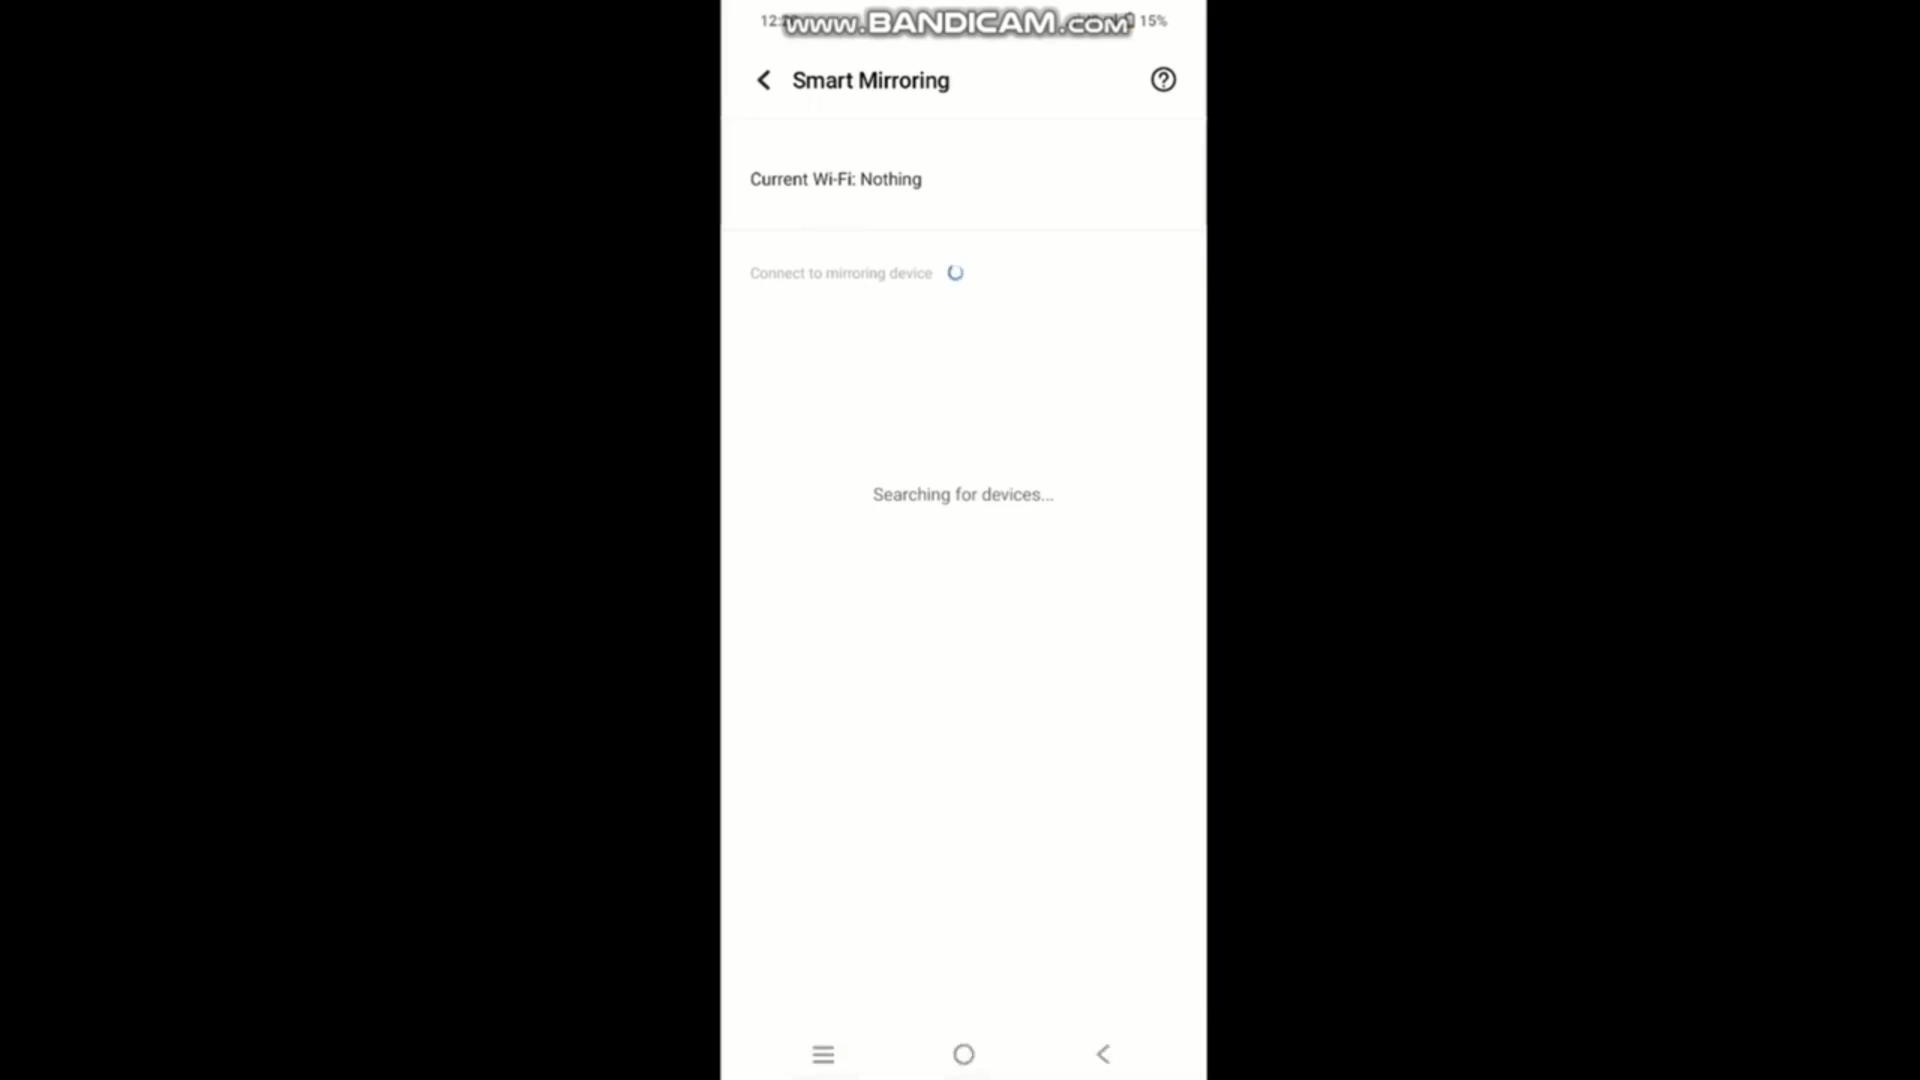 www.BANDICAM.com 15%
Smart Mirroring
Current Wi-Fi: Nothing
Connect to mirroring device
Searching for devices...